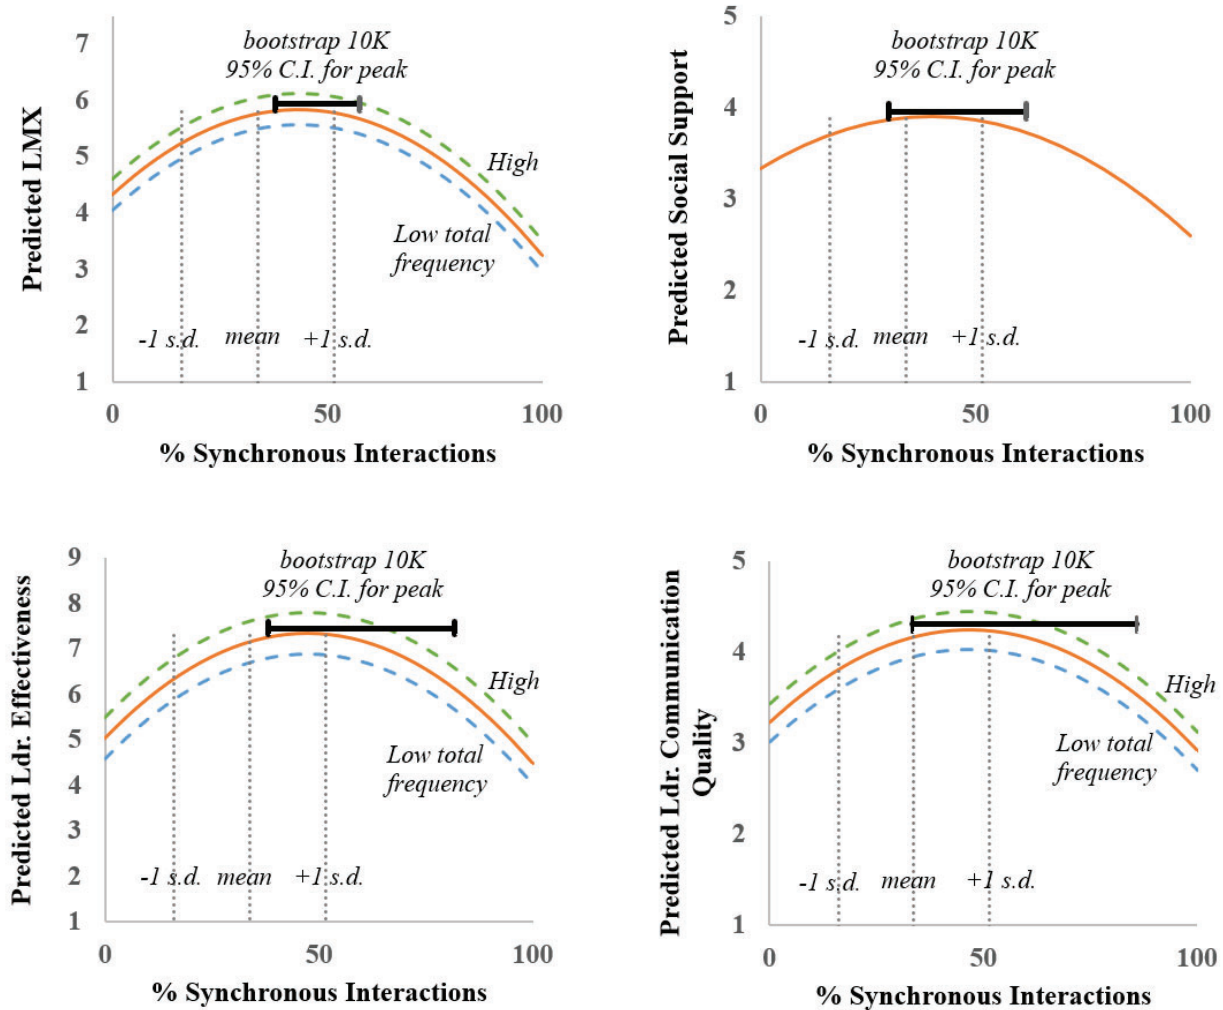 7
6
5
4
3
2
1
Predicted LMX
bootstrap 10K
95% C.I. for peak
High
Low total
frequency
-1 s.d. mean +1 s.d.
0 50 100
% Synchronous Interactions
5
4
3
2
1
Predicted Social Support
bootstrap 10K
95% C.I. for peak
-1 s.d. mean +1 s.d.
0 50 100
% Synchronous Interactions
9
8
7
6
5
4
3
2
1
Predicted Ldr. Effectiveness
bootstrap 10K
95% C.I. for peak
High
Low total
frequency
-1 s.d. mean +1 s.d.
0 50 100
% Synchronous Interactions
5
4
3
2
1
Predicted Ldr. Communication
Quality
bootstrap 10K
95% C.I. for peak
High
Low total
frequency
-1 s.d. mean +1 s.d.
0 50 100
% Synchronous Interactions